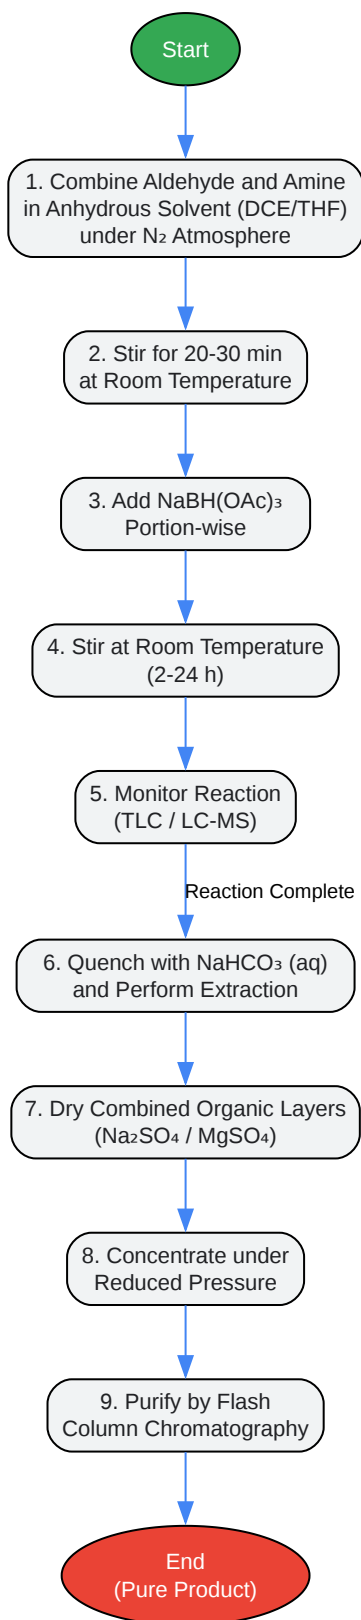 Start
1. Combine Aldehyde and Amine
in Anhydrous Solvent (DCE/THF)
under N₂ Atmosphere
2. Stir for 20-30 min
at Room Temperature
3. Add NaBH(OAc)₃
Portion-wise
4. Stir at Room Temperature
(2-24 h)
5. Monitor Reaction
(TLC / LC-MS)
Reaction Complete
6. Quench with NaHCO₃ (aq)
and Perform Extraction
7. Dry Combined Organic Layers
(Na₂SO₄ / MgSO₄)
8. Concentrate under
Reduced Pressure
9. Purify by Flash
Column Chromatography
End
(Pure Product)